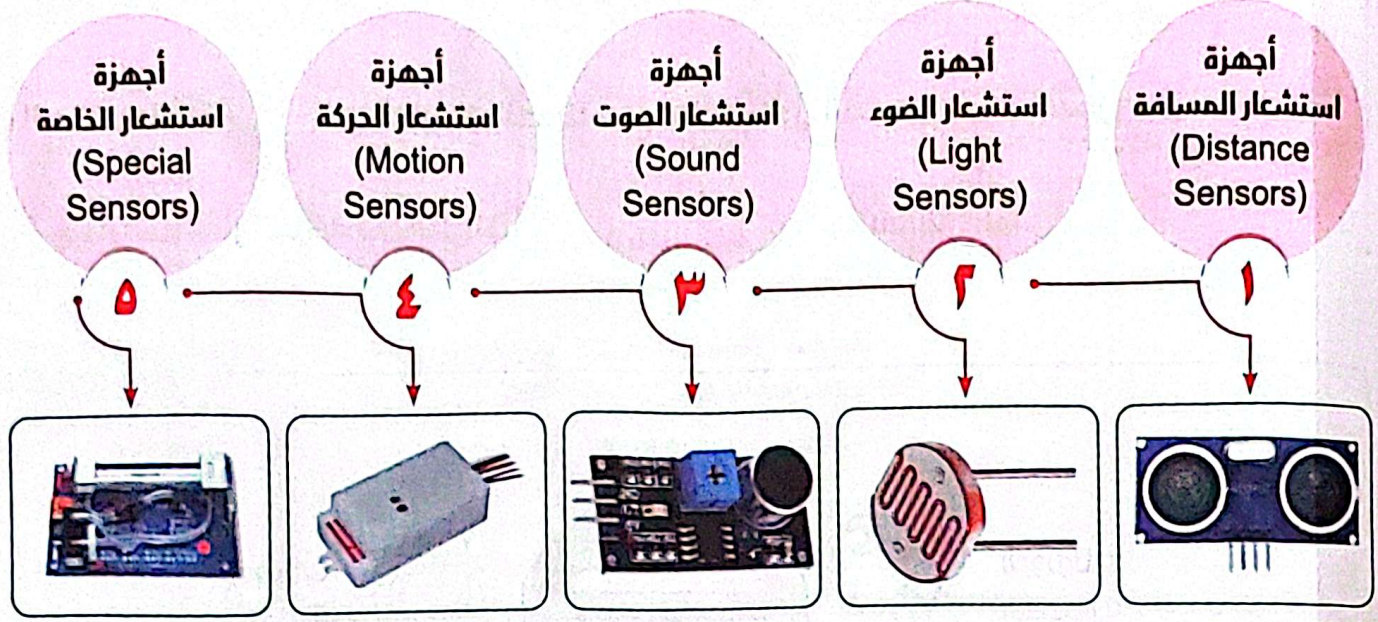 أجهزة
استشعار المسافة
(Distance
Sensors)
١
أجهزة
استشعار الضوء
(Light
Sensors)
٢
أجهزة
استشعار الصوت
(Sound
Sensors)
٣
أجهزة
استشعار الحركة
(Motion
Sensors)
٤
أجهزة
استشعار الخاصة
(Special
Sensors)
٥